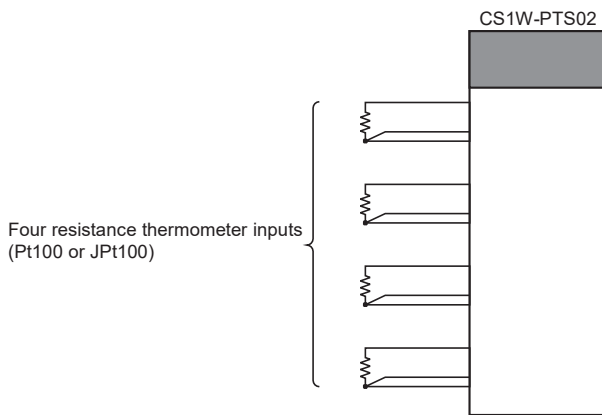 CS1W-PTS02
Four resistance thermometer inputs
(Pt100 or JPt100)